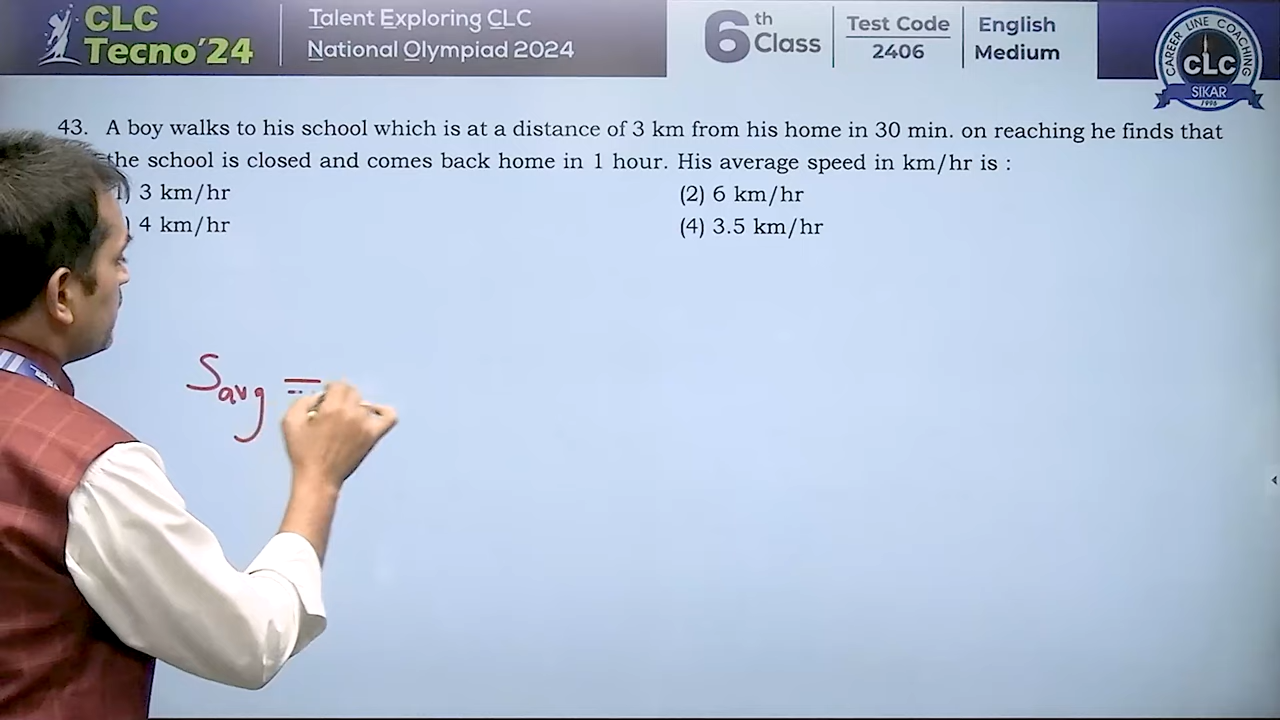 CLC
Tecno'24
Talent Exploring CLC
National Olympiad 2024
6th Class
Test Code
2406
English
Medium
CAREER LINE COACHING
CLC
SIKAR
1996
43. A boy walks to his school which is at a distance of 3 km from his home in 30 min. on reaching he finds that
the school is closed and comes back home in 1 hour. His average speed in km/hr is :
1) 3 km/hr
(2) 6 km/hr
) 4 km/hr
(4) 3.5 km/hr
Savg =